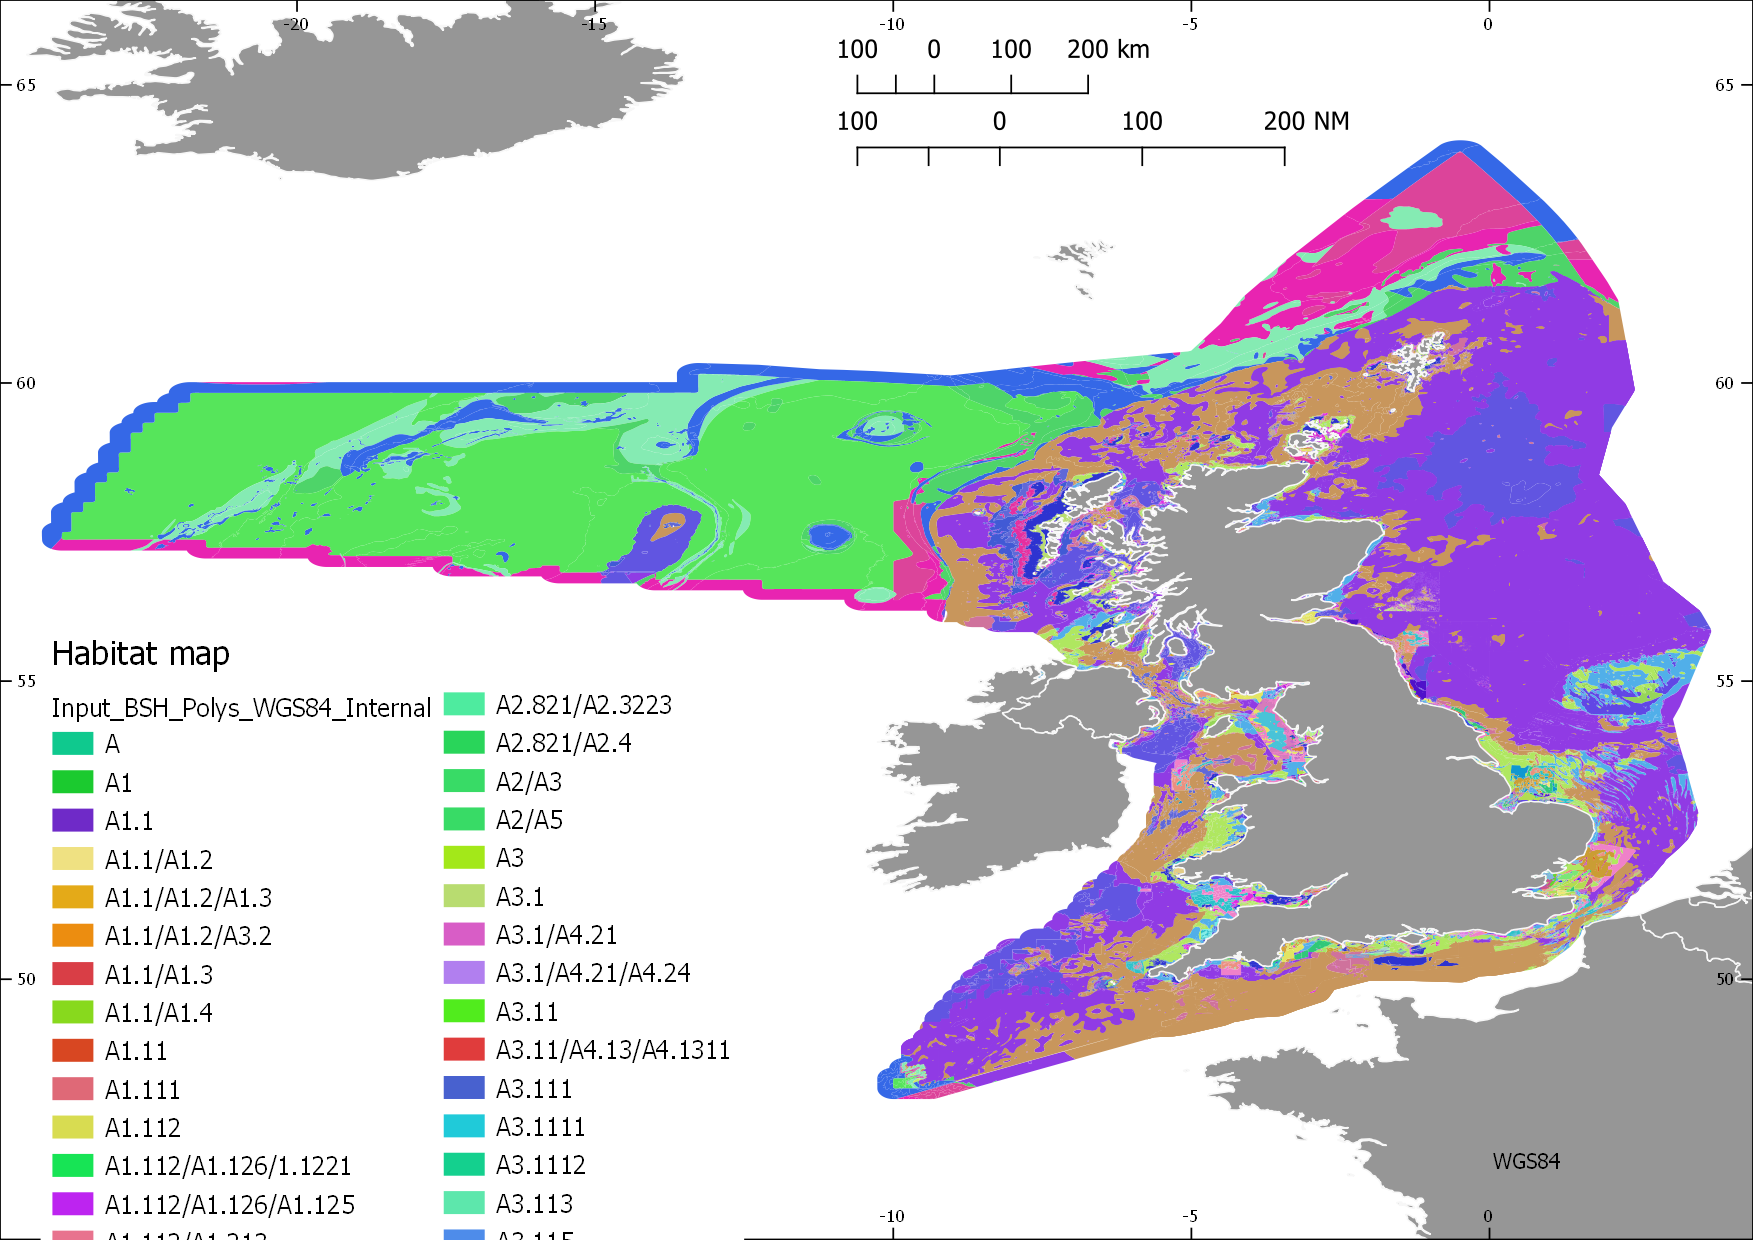 -20 -15 -10 -5 0
100 0 100 200 km
65 65
100 0 100 200 NM
60 60
Habitat map
55 55
Input_BSH_Polys_WGS84_Internal
A
A1
A1.1
A1.1/A1.2
A1.1/A1.2/A1.3
A1.1/A1.2/A3.2
A1.1/A1.3
A1.1/A1.4
A1.11
A1.111
A1.112
A1.112/A1.126/1.1221
A1.112/A1.126/A1.125
A1.112/A1.213
A2.821/A2.3223
A2.821/A2.4
A2/A3
A2/A5
A3
A3.1
A3.1/A4.21
A3.1/A4.21/A4.24
A3.11
A3.11/A4.13/A4.1311
A3.111
A3.1111
A3.1112
A3.113
A3.115
50 50
WGS84
-10 -5 0